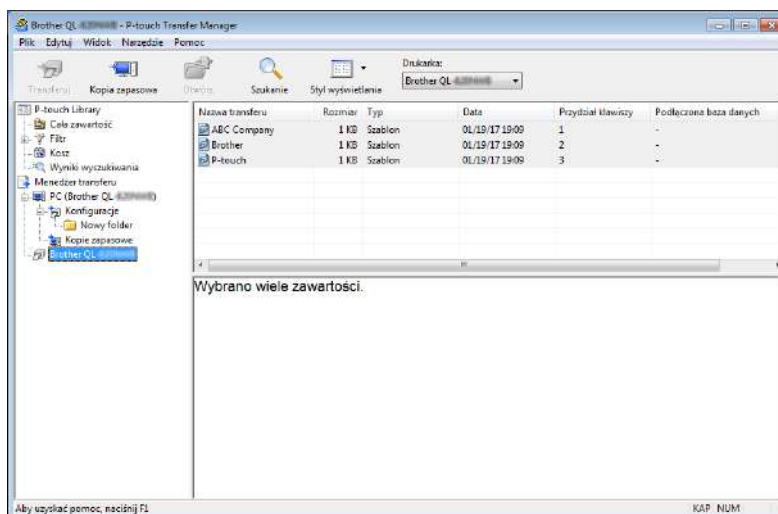 Brother QL - P-touch Transfer Manager
Plik Edytuj Widok Narzędzie Pomoc
Transferuj Kopia zapasowa Otwórz Szukanie Styl wyświetlenia
Drukarka:
Brother QL
P-touch Library
Cała zawartość
Filtr
Kosz
Wyniki wyszukiwania
Menedżer transferu
PC (Brother QL )
Konfiguracje
Nowy folder
Kopie zapasowe
Brother QL
Nazwa transferu Rozmiar Typ Data Przydział klawiszy Podłączona baza danych
ABC Company 1 KB Szablon 01/19/17 19:09 1 -
Brother 1 KB Szablon 01/19/17 19:09 2 -
P-touch 1 KB Szablon 01/19/17 19:09 3 -
Wybrano wiele zawartości.
Aby uzyskać pomoc, naciśnij F1
KAP NUM